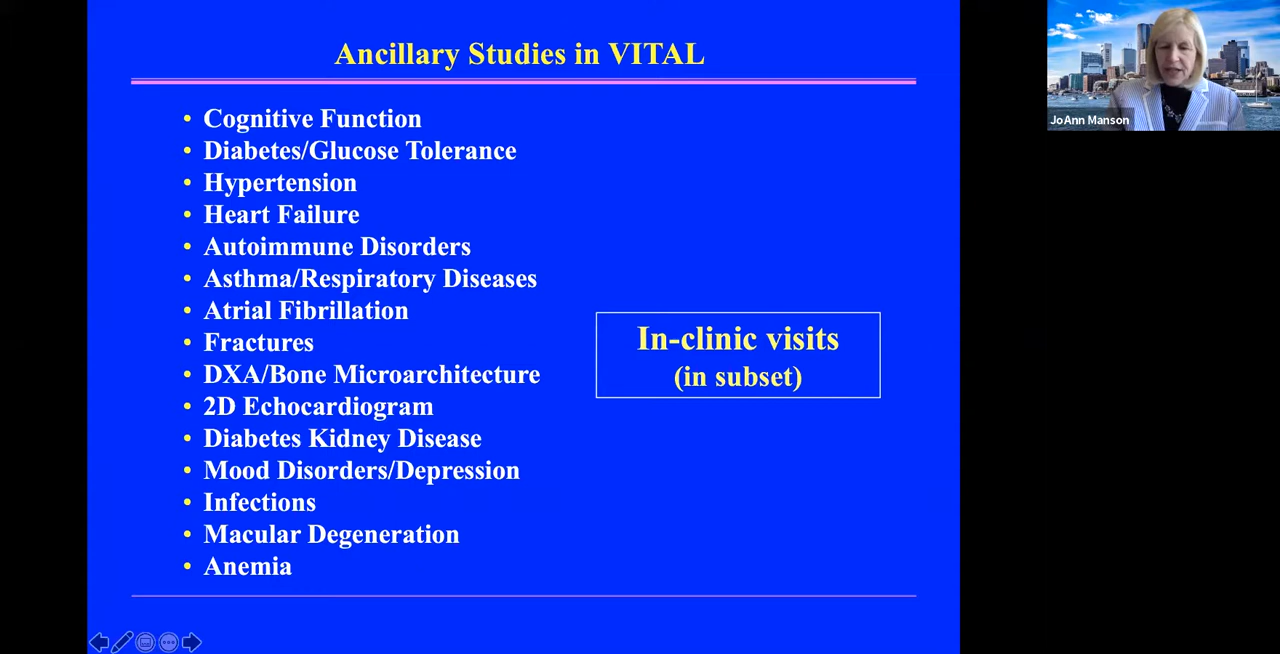 Ancillary Studies in VITAL
• Cognitive Function
• Diabetes/Glucose Tolerance
• Hypertension
• Heart Failure
• Autoimmune Disorders
• Asthma/Respiratory Diseases
• Atrial Fibrillation
• Fractures
• DXA/Bone Microarchitecture
• 2D Echocardiogram
• Diabetes Kidney Disease
• Mood Disorders/Depression
• Infections
• Macular Degeneration
• Anemia
In-clinic visits
(in subset)
JoAnn Manson